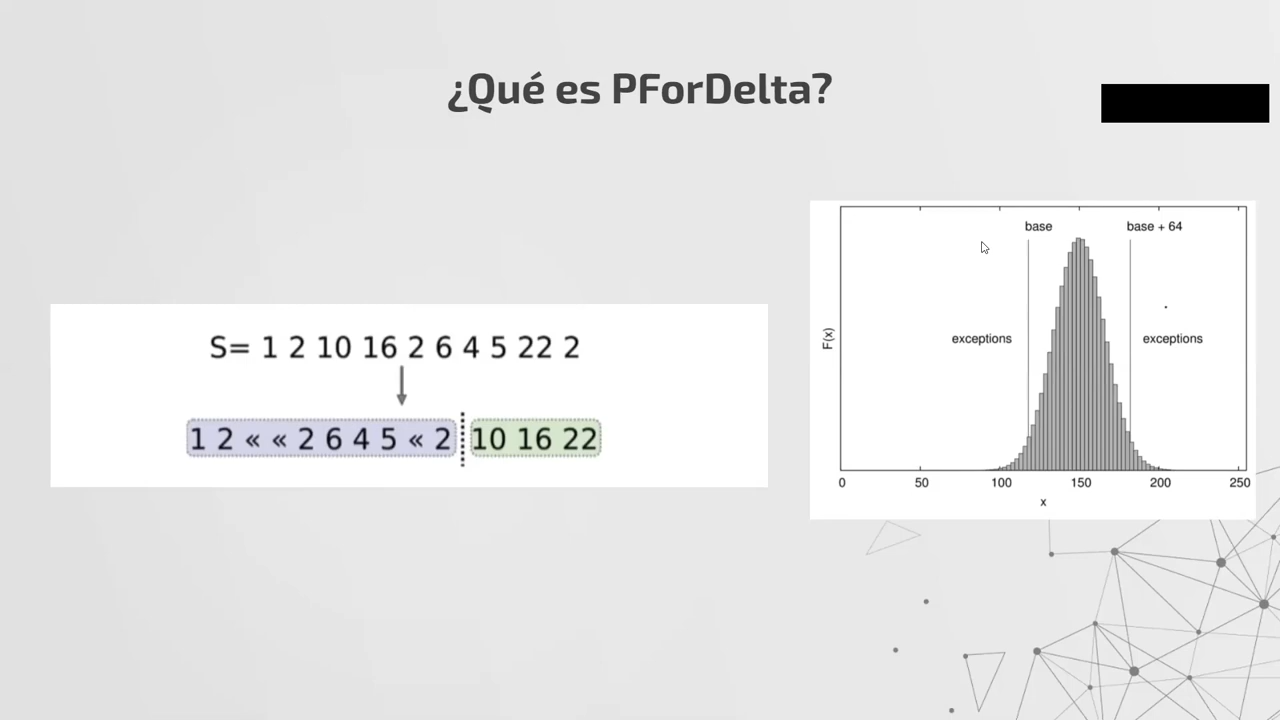 ¿Qué es PForDelta?
S= 1 2 10 16 2 6 4 5 22 2
1 2 « « 2 6 4 5 « 2 10 16 22
base
base + 64
exceptions
exceptions
F(x)
0 50 100 150 200 250
x